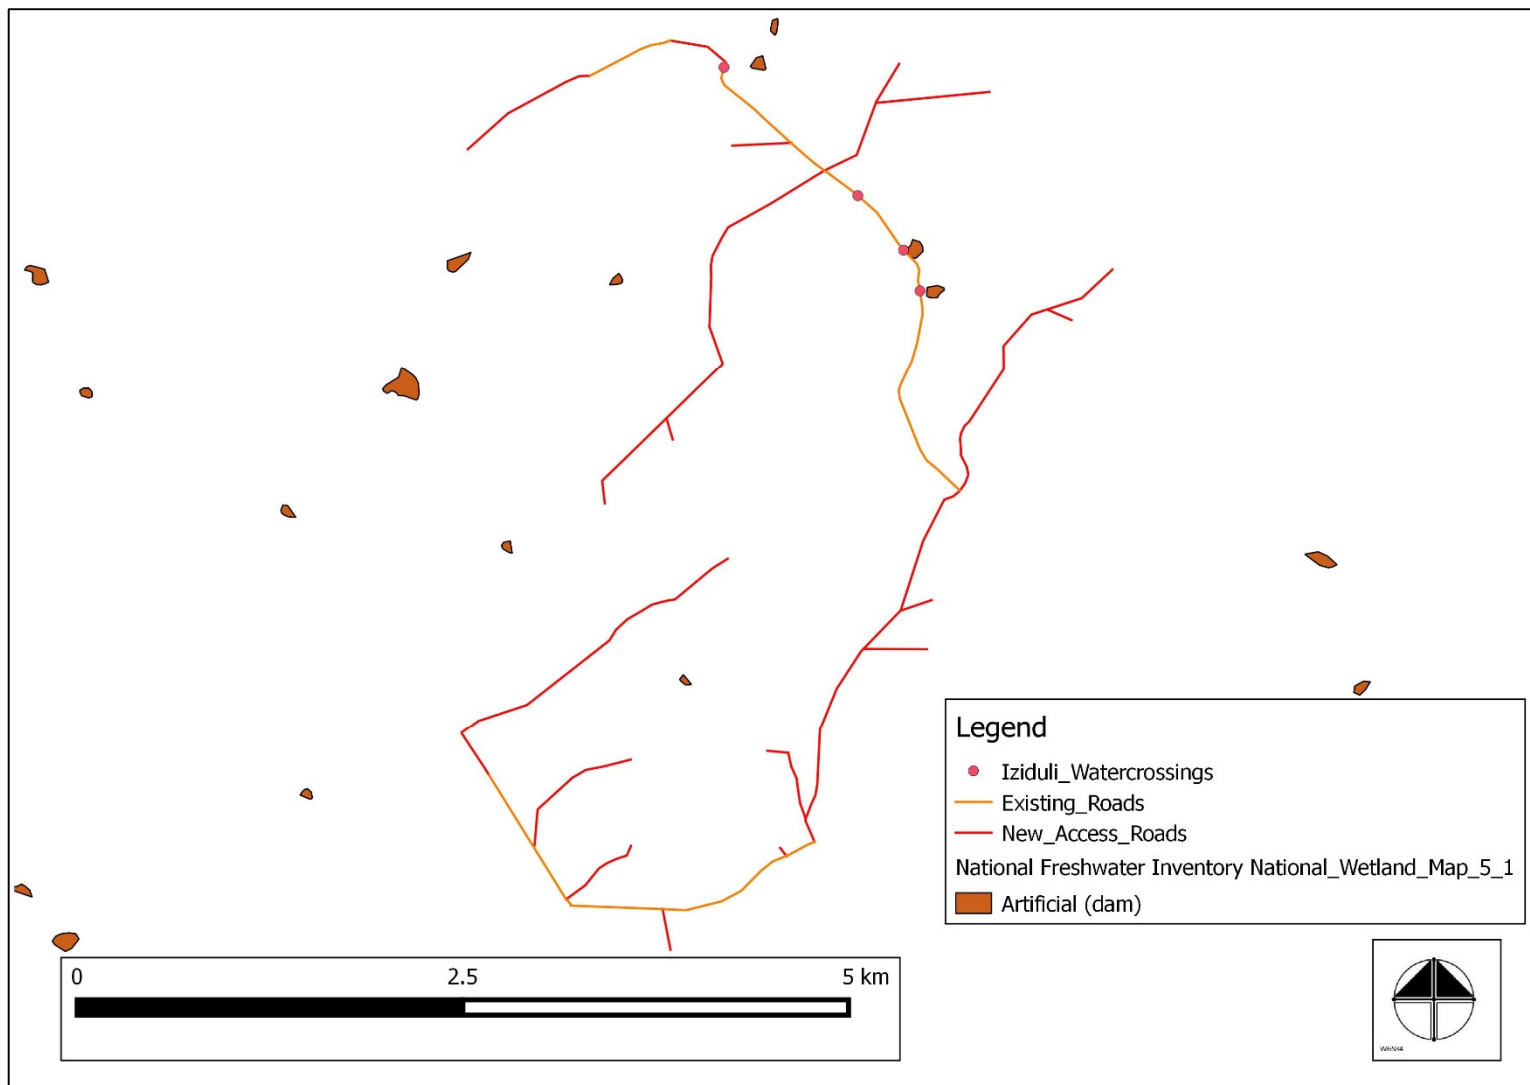 Legend
Iziduli_Watercrossings
Existing_Roads
New_Access_Roads
National Freshwater Inventory National_Wetland_Map_5_1
Artificial (dam)
0 2.5 5 km